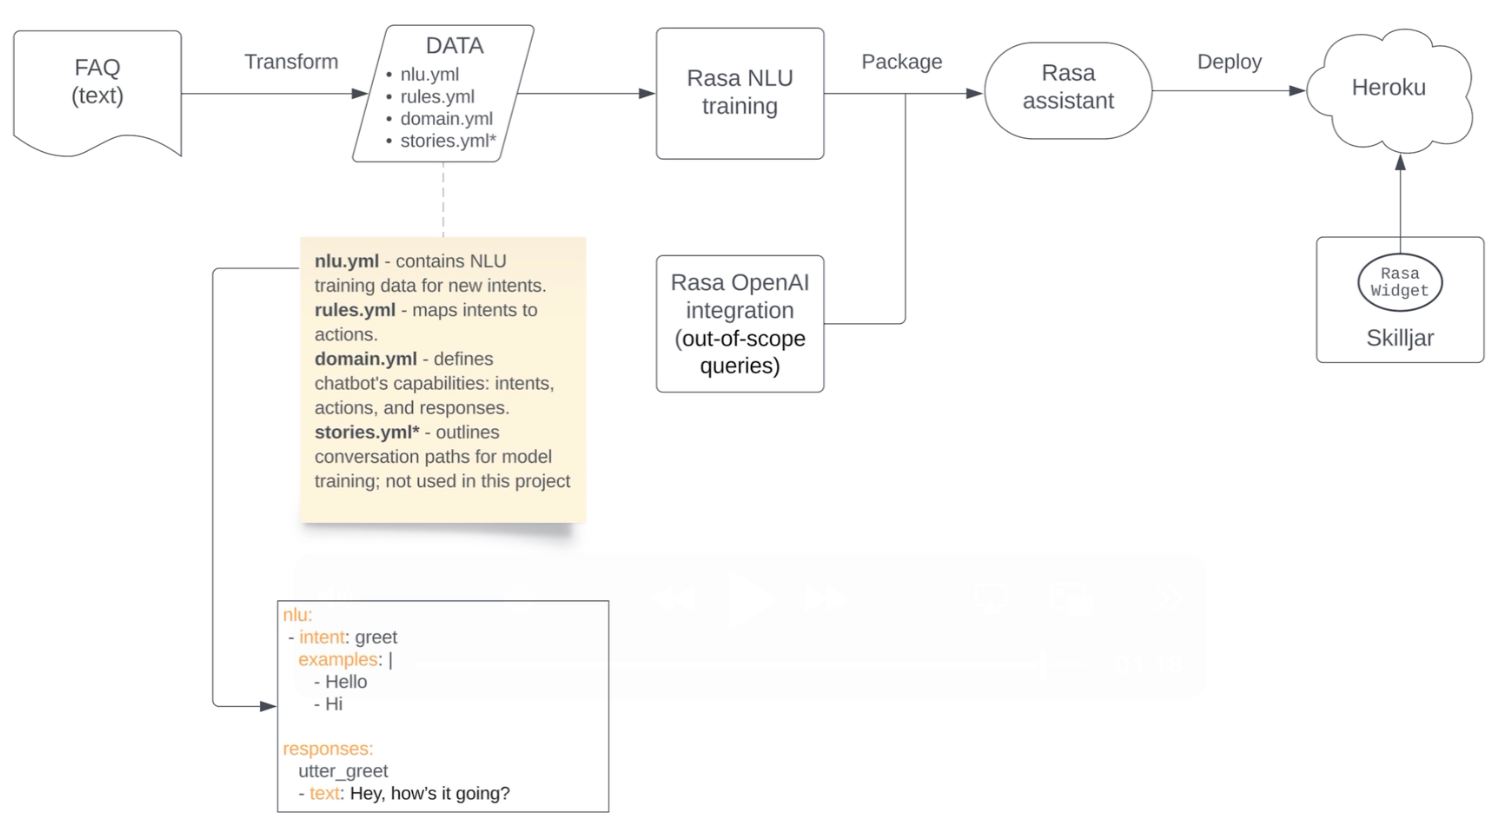 FAQ
(text)
Transform
DATA
• nlu.yml
• rules.yml
• domain.yml
• stories.yml*
Rasa NLU
training
Package
Rasa
assistant
Deploy
Heroku
nlu.yml - contains NLU
training data for new intents.
rules.yml - maps intents to
actions.
domain.yml - defines
chatbot's capabilities: intents,
actions, and responses.
stories.yml* - outlines
conversation paths for model
training; not used in this project
Rasa OpenAI
integration
(out-of-scope
queries)
Rasa
Widget
Skilljar
nlu:
- intent: greet
examples: |
- Hello
- Hi
responses:
utter_greet
- text: Hey, how’s it going?